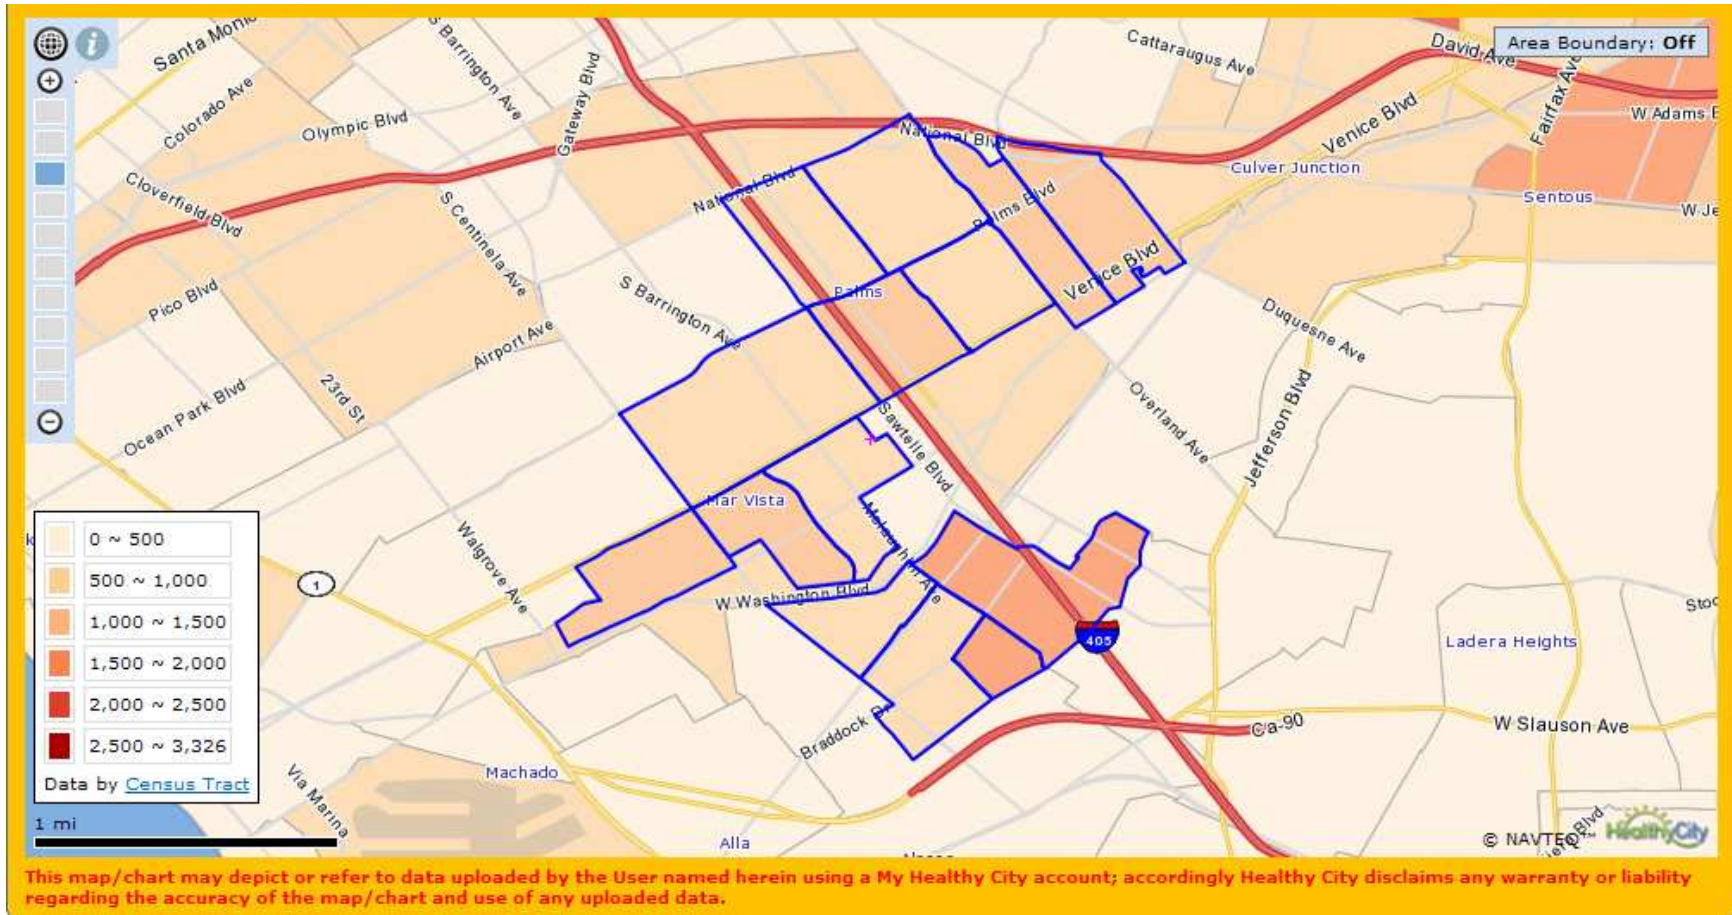 Santa Moni
S Barrington Ave
Gateway Blvd
Cattaraugus Ave
David Ave
Area Boundary: Off
Fairfax Ave
Colorado Ave
Olympic Blvd
National Blvd
Venice Blvd
W Adams B
Culver Junction
Cloverfield Blvd
S Centinela Ave
National Blvd
Palms Blvd
Sentous
W Je
Pico Blvd
S Barrington Ave
Palms
Venice Blvd
Duquesne Ave
Airport Ave
23rd St
Ocean Park Blvd
Overland Ave
Jefferson Blvd
Sawtelle Blvd
Mar Vista
Walgrove Ave
Mclaughlin Ave
W Washington Blvd
1
405
Ladera Heights
Stoc
0 ~ 500
500 ~ 1,000
1,000 ~ 1,500
1,500 ~ 2,000
2,000 ~ 2,500
2,500 ~ 3,326
Data by Census Tract
Braddock Dr
Ca-90
W Slauson Ave
Machado
Via Marina
1 mi
Alla
© NAVTEQ™
HealthyCity
This map/chart may depict or refer to data uploaded by the User named herein using a My Healthy City account; accordingly Healthy City disclaims any warranty or liability
regarding the accuracy of the map/chart and use of any uploaded data.